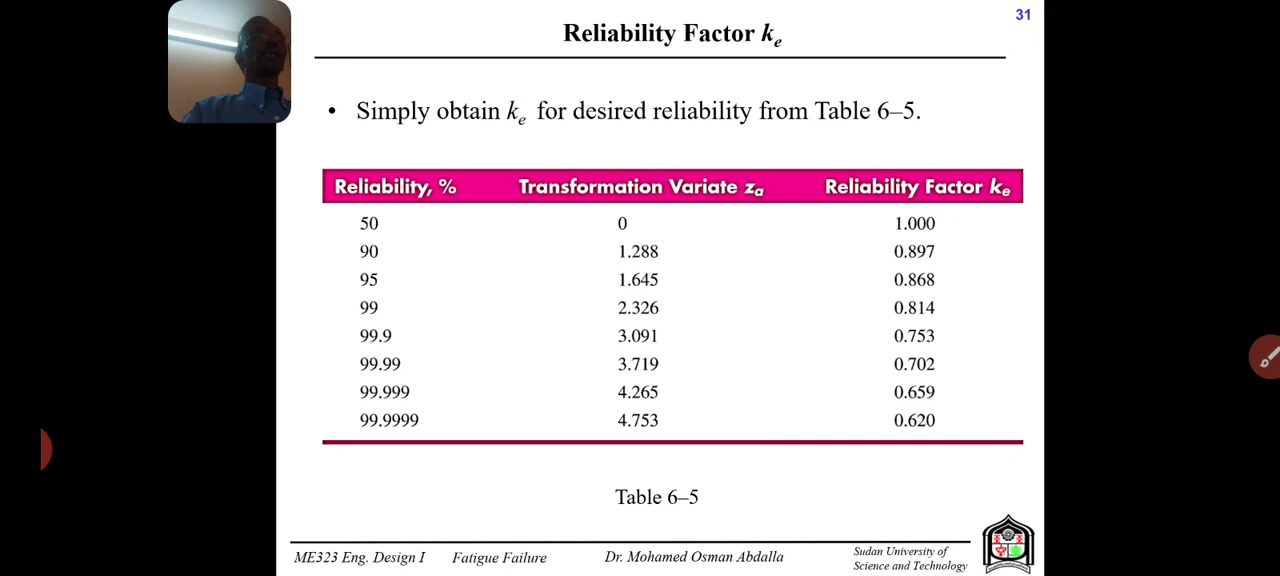 31
Reliability Factor ke
• Simply obtain ke for desired reliability from Table 6–5.
Reliability, % Transformation Variate za Reliability Factor ke
50 0 1.000
90 1.288 0.897
95 1.645 0.868
99 2.326 0.814
99.9 3.091 0.753
99.99 3.719 0.702
99.999 4.265 0.659
99.9999 4.753 0.620
Table 6–5
ME323 Eng. Design I Fatigue Failure Dr. Mohamed Osman Abdalla Sudan University of
Science and Technology